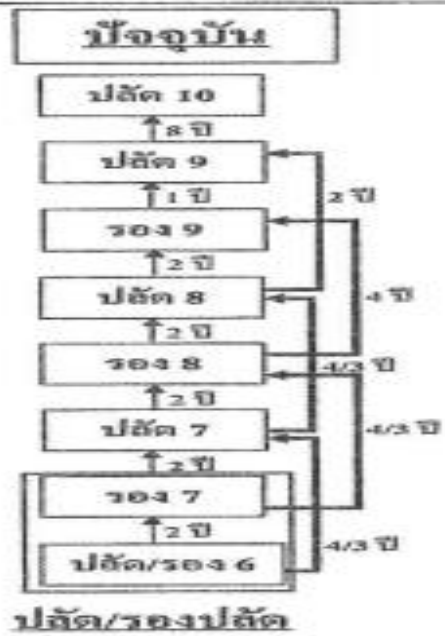 ปัจจุบัน
ปลัด 10
8 ปี
ปลัด 9
1 ปี
2 ปี
รอง 9
2 ปี
ปลัด 8
4 ปี
2 ปี
รอง 8
4/3 ปี
2 ปี
ปลัด 7
4/3 ปี
2 ปี
รอง 7
2 ปี
4/3 ปี
ปลัด/รอง 6
ปลัด/รองปลัด